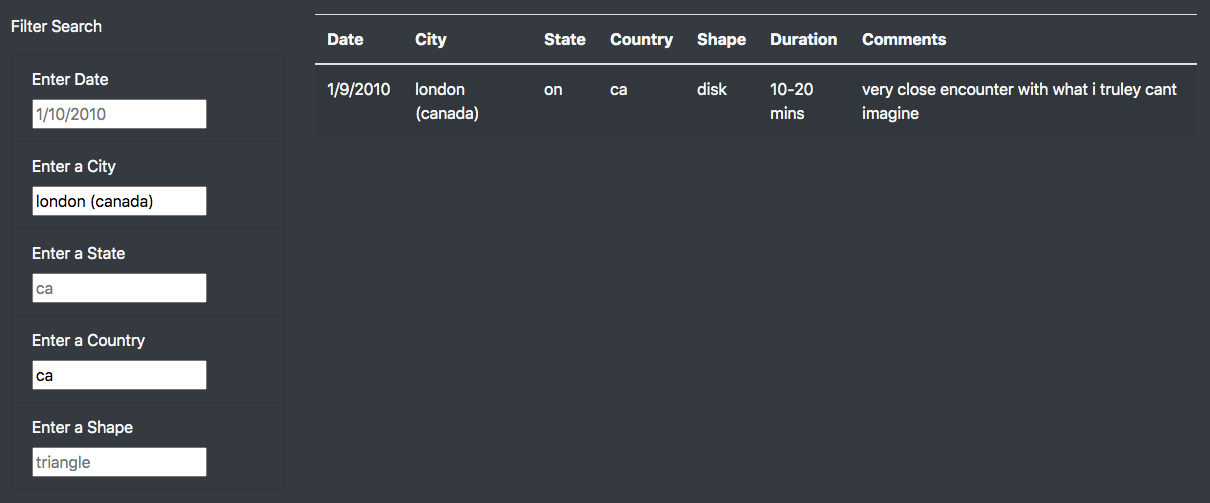 Filter Search
Enter Date
1/10/2010
Enter a City
london (canada)
Enter a State
ca
Enter a Country
ca
Enter a Shape
triangle
Date City State Country Shape Duration Comments
1/9/2010 london on ca disk 10-20 very close encounter with what i truley cant
(canada) mins imagine